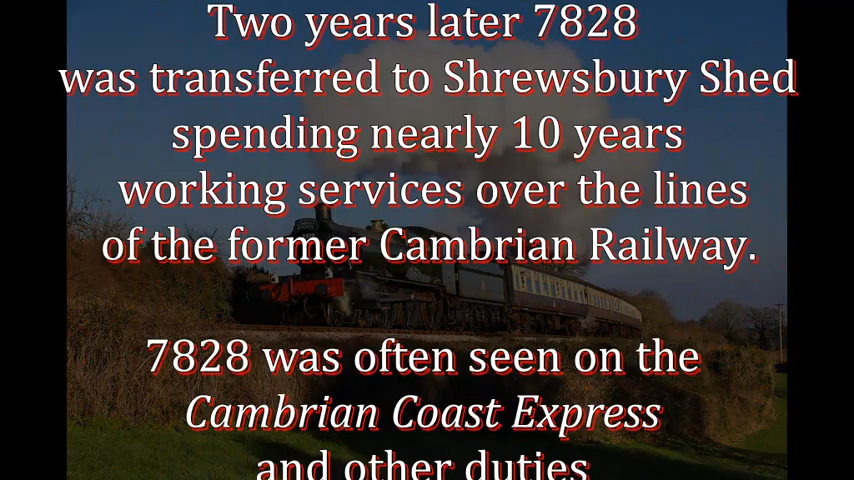 Two years later 7828
was transferred to Shrewsbury Shed
spending nearly 10 years
working services over the lines
of the former Cambrian Railway.
7828 was often seen on the
Cambrian Coast Express
and other duties